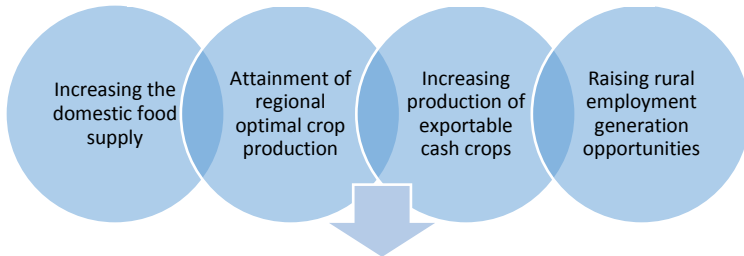 Increasing the
domestic food
supply
Attainment of
regional
optimal crop
production
Increasing
production of
exportable
cash crops
Raising rural
employment
generation
opportunities